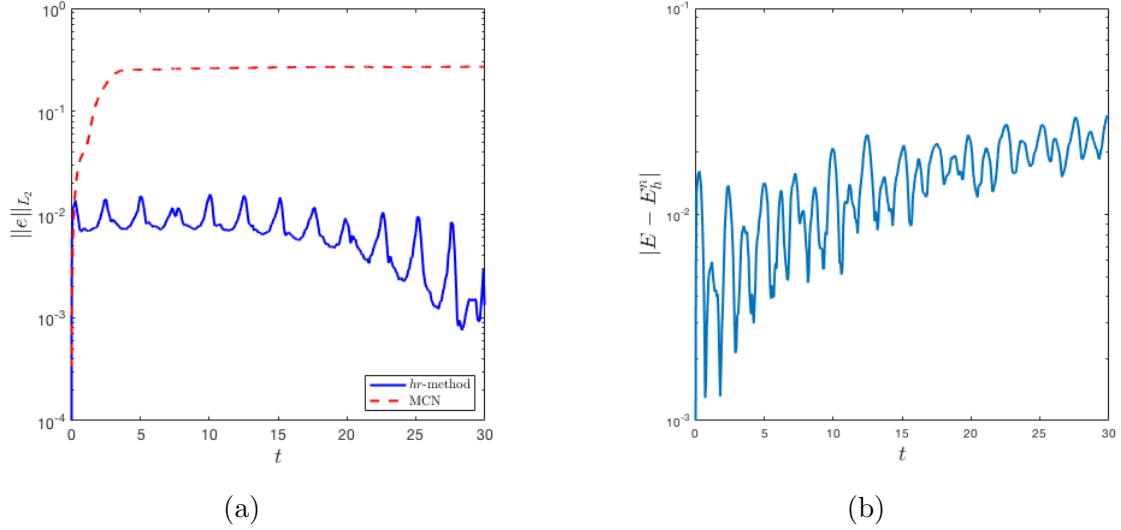 10^0
10^{-1}
10^{-2}
10^{-3}
10^{-4}
||e||_{L_2}
0 5 10 15 20 25 30
t
hr-method
MCN
(a)
10^{-1}
10^{-2}
10^{-3}
|E − E_h^n|
0 5 10 15 20 25 30
t
(b)